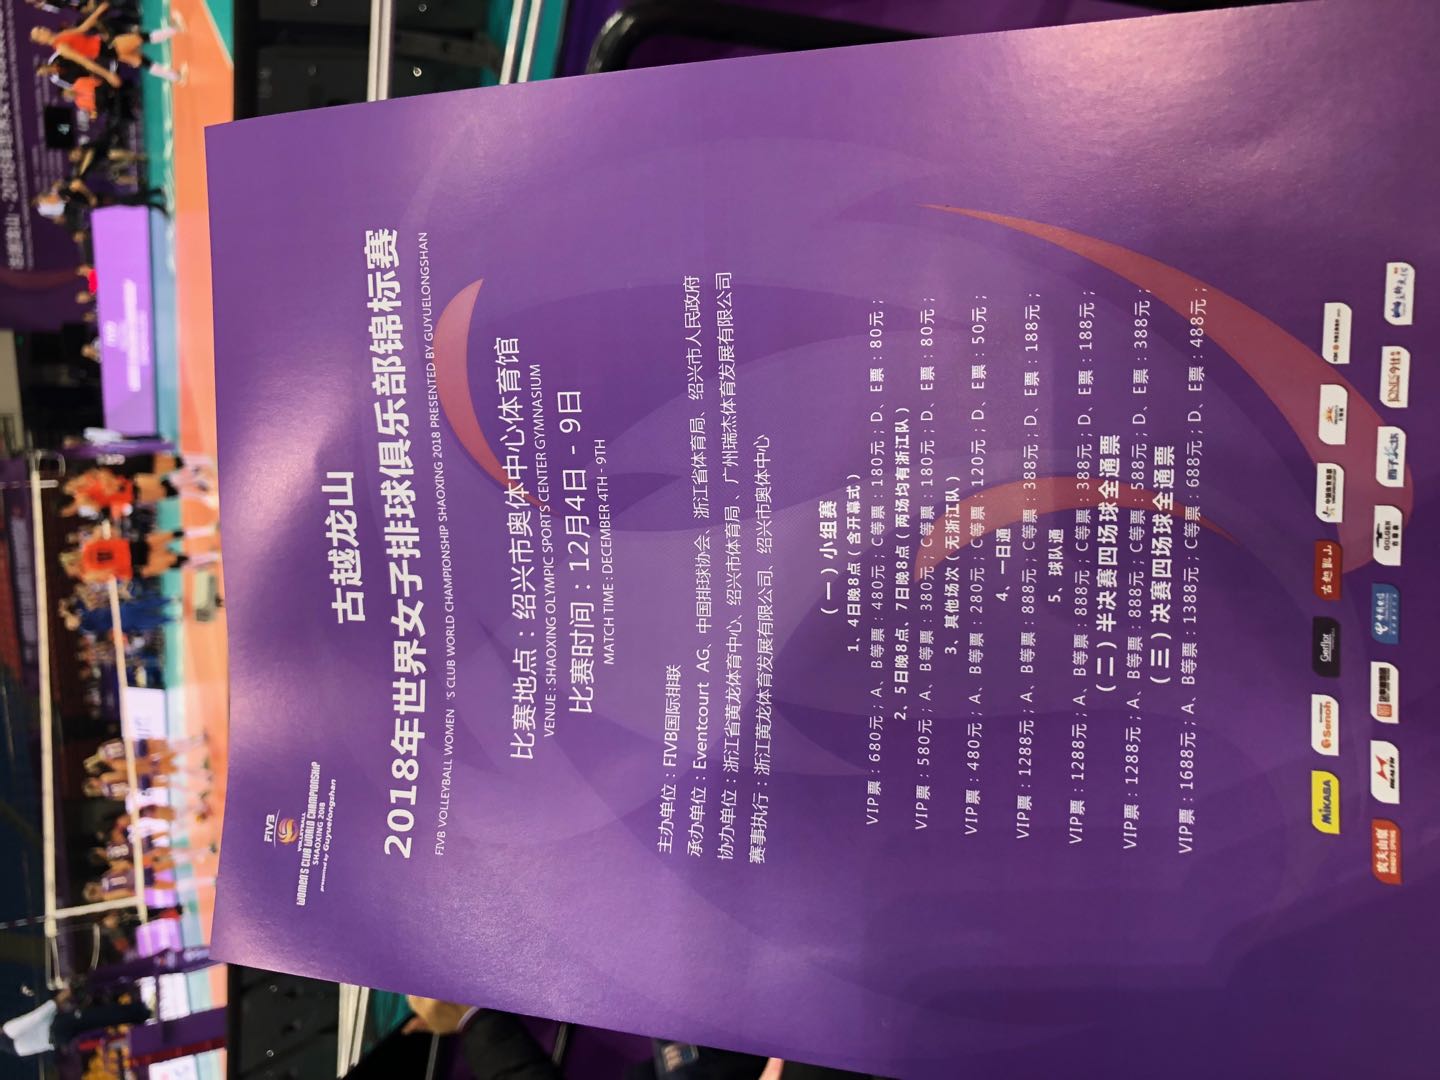 古越龙山·2018年世界女子排
FIVB
VOLLEYBALL
WOMEN'S CLUB WORLD CHAMPIONSHIP
SHAOXING 2018
presented by Guyuelongshan
古越龙山
2018年世界女子排球俱乐部锦标赛
FIVB VOLLEYBALL WOMEN 'S CLUB WORLD CHAMPIONSHIP SHAOXING 2018 PRESENTED BY GUYUELONGSHAN
比赛地点：绍兴市奥体中心体育馆
VENUE : SHAOXING OLYMPIC SPORTS CENTER GYMNASIUM
比赛时间：12月4日 - 9日
MATCH TIME : DECEMBER 4TH - 9TH
主办单位：FIVB国际排联
承办单位：Eventcourt AG、中国排球协会、浙江省体育局、绍兴市人民政府
协办单位：浙江省黄龙体育中心、绍兴市体育局 、广州瑞杰体育发展有限公司
赛事执行：浙江黄龙体育发展有限公司、绍兴市奥体中心
（一）小组赛
1、4日晚8点（含开幕式）
VIP票：680元；A、B等票：480元；C等票：180元；D、E票：80元；
2、5日晚8点、7日晚8点（两场均有浙江队）
VIP票：580元；A、B等票：380元；C等票：180元；D、E票：80元；
3、其他场次（无浙江队）
VIP票：480元；A、B等票：280元；C等票：120元；D、E票：50元；
4、一日通
VIP票：1288元；A、B等票：888元；C等票：388元；D、E票：188元；
5、球队通
VIP票：1288元；A、B等票：888元；C等票：388元；D、E票：188元；
（二）半决赛四场球全通票
VIP票：1288元；A、B等票：888元；C等票：588元；D、E票：388元；
（三）决赛四场球全通票
VIP票：1688元；A、B等票：1388元；C等票：688元；D、E票：488元；
MIKASA Senoh Gerflor 古越龙山 中国体育彩票
农夫山泉 NONGFU SPRING HEALTH 中国电信 GOLGEN JONES